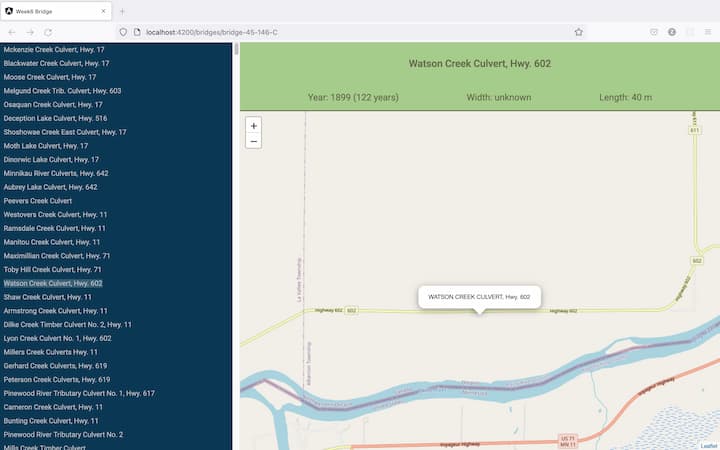 Week6 Bridge
localhost:4200/bridges/bridge-45-146-C
Mckenzie Creek Culvert, Hwy. 17
Blackwater Creek Culvert, Hwy. 17
Moose Creek Culvert, Hwy. 17
Melgund Creek Trib. Culvert, Hwy. 603
Osaquan Creek Culvert, Hwy. 17
Deception Lake Culvert, Hwy. 516
Shoshowae Creek East Culvert, Hwy. 17
Moth Lake Culvert, Hwy. 17
Dinorwic Lake Culvert, Hwy. 17
Minnikau River Culverts, Hwy. 642
Aubrey Lake Culvert, Hwy. 642
Peevers Creek Culvert
Westovers Creek Culvert, Hwy. 11
Ramsdale Creek Culvert, Hwy. 11
Manitou Creek Culvert, Hwy. 11
Maximillian Creek Culvert, Hwy. 71
Toby Hill Creek Culvert, Hwy. 71
Watson Creek Culvert, Hwy. 602
Shaw Creek Culvert, Hwy. 11
Armstrong Creek Culvert, Hwy. 11
Dilke Creek Timber Culvert No. 2, Hwy. 11
Lyon Creek Culvert No. 1, Hwy. 602
Millers Creek Culverts Hwy. 11
Gerhard Creek Culverts, Hwy. 619
Peterson Creek Culverts, Hwy. 619
Pinewood River Tributary Culvert No. 1, Hwy. 617
Cameron Creek Culvert, Hwy. 11
Bunting Creek Culvert, Hwy. 11
Pinewood River Tributary Culvert No. 2
Mills Creek Timber Culvert
Watson Creek Culvert, Hwy. 602
Year: 1899 (122 years)
Width: unknown
Length: 40 m
+
−
611
602
Highway 602
La Vallee Township
WATSON CREEK CULVERT, Hwy. 602
Highway 602
602
Highway 602
Alberton Township
Voyageur Highway
US 71
MN 11
Voyageur Highway
Leaflet